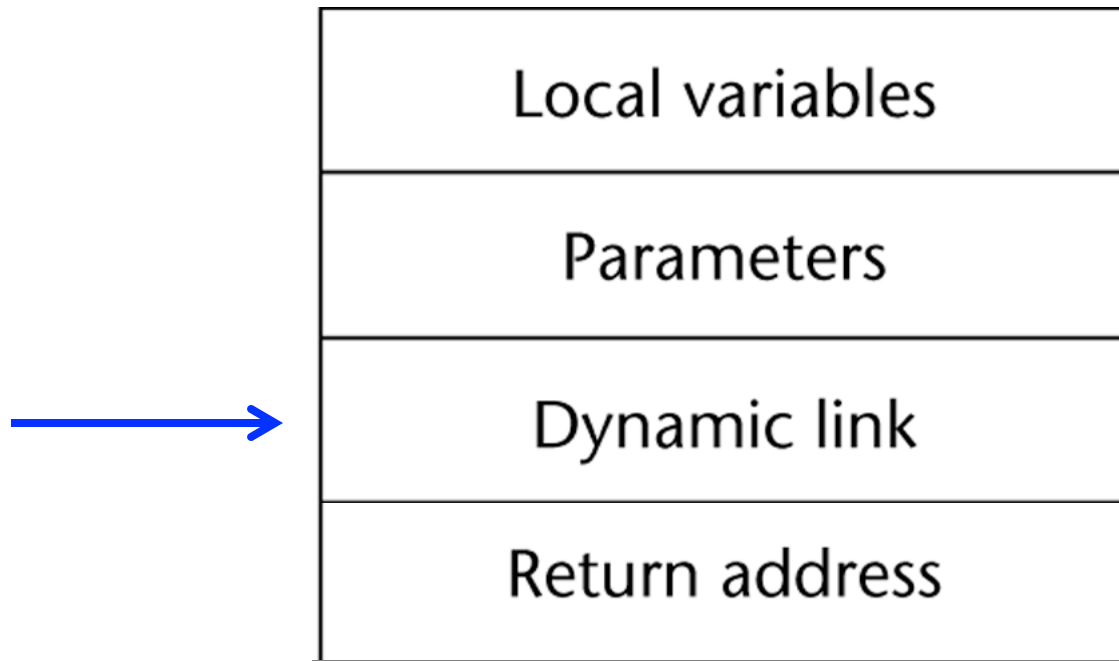 Local variables
Parameters
Dynamic link
Return address